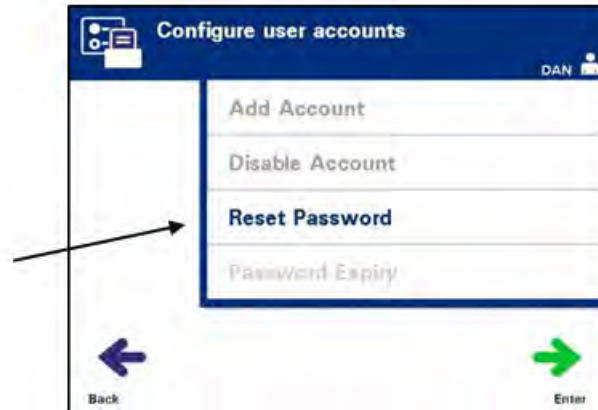 Configure user accounts
DAN
Add Account
Disable Account
Reset Password
Password Expiry
Back
Enter